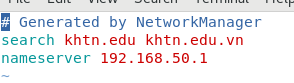 # Generated by NetworkManager
search khtn.edu khtn.edu.vn
nameserver 192.168.50.1
~